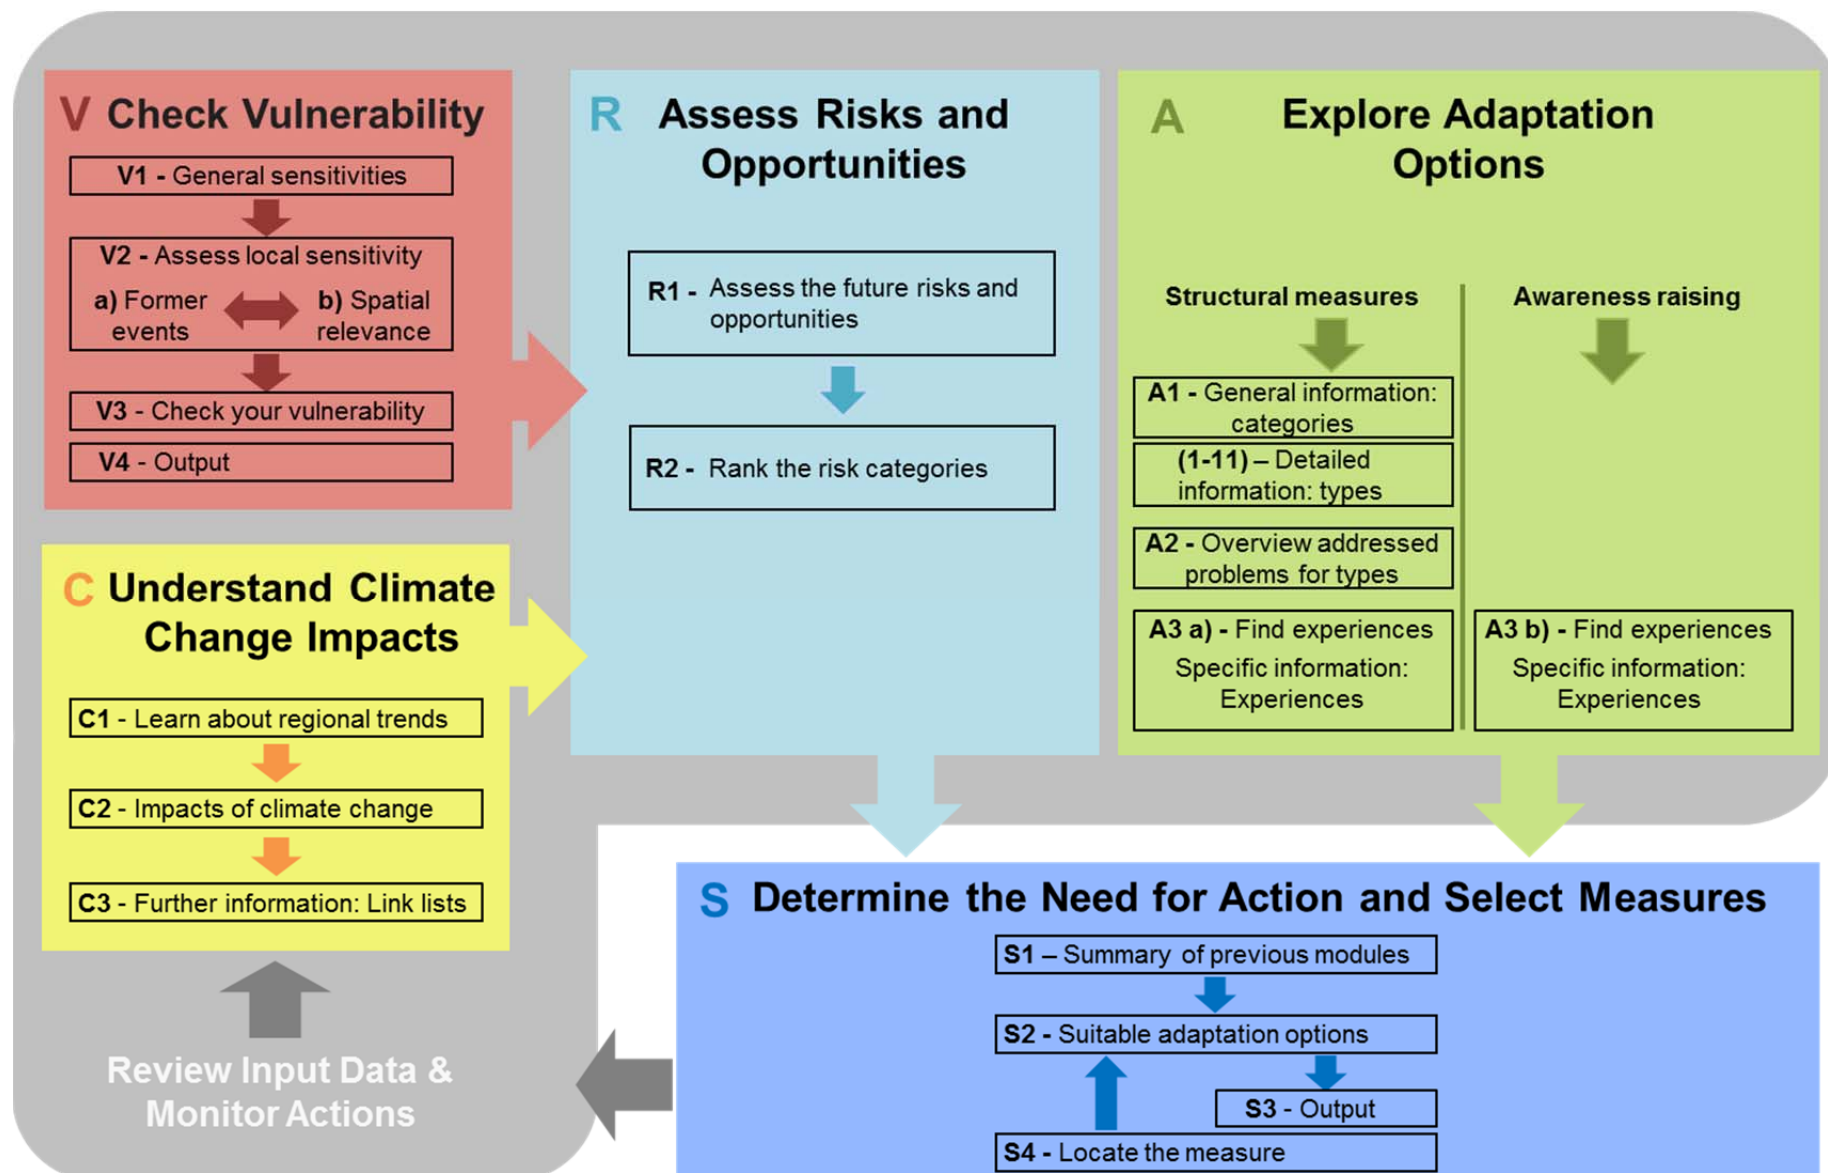 V Check Vulnerability
V1 - General sensitivities
V2 - Assess local sensitivity
a) Former
events
b) Spatial
relevance
V3 - Check your vulnerability
V4 - Output
C Understand Climate
Change Impacts
C1 - Learn about regional trends
C2 - Impacts of climate change
C3 - Further information: Link lists
Review Input Data &
Monitor Actions
R Assess Risks and
Opportunities
R1 - Assess the future risks and
opportunities
R2 - Rank the risk categories
A Explore Adaptation
Options
Structural measures
A1 - General information:
categories
(1-11) – Detailed
information: types
A2 - Overview addressed
problems for types
A3 a) - Find experiences
Specific information:
Experiences
Awareness raising
A3 b) - Find experiences
Specific information:
Experiences
S Determine the Need for Action and Select Measures
S1 – Summary of previous modules
S2 - Suitable adaptation options
S3 - Output
S4 - Locate the measure